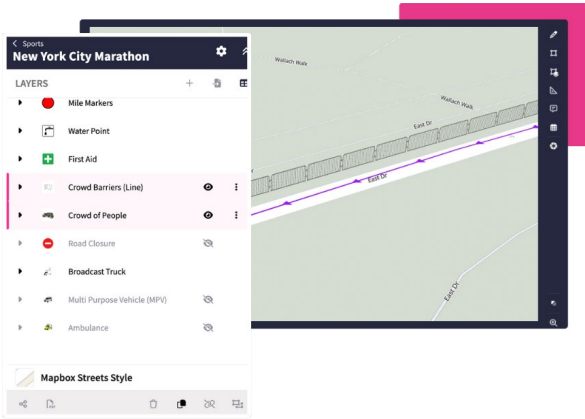 Sports
New York City Marathon
LAYERS
Mile Markers
Water Point
First Aid
Crowd Barriers (Line)
Crowd of People
Road Closure
Broadcast Truck
Multi Purpose Vehicle (MPV)
Ambulance
Mapbox Streets Style
Wallach Walk
Wallach Walk
East Dr
East Dr
East Dr